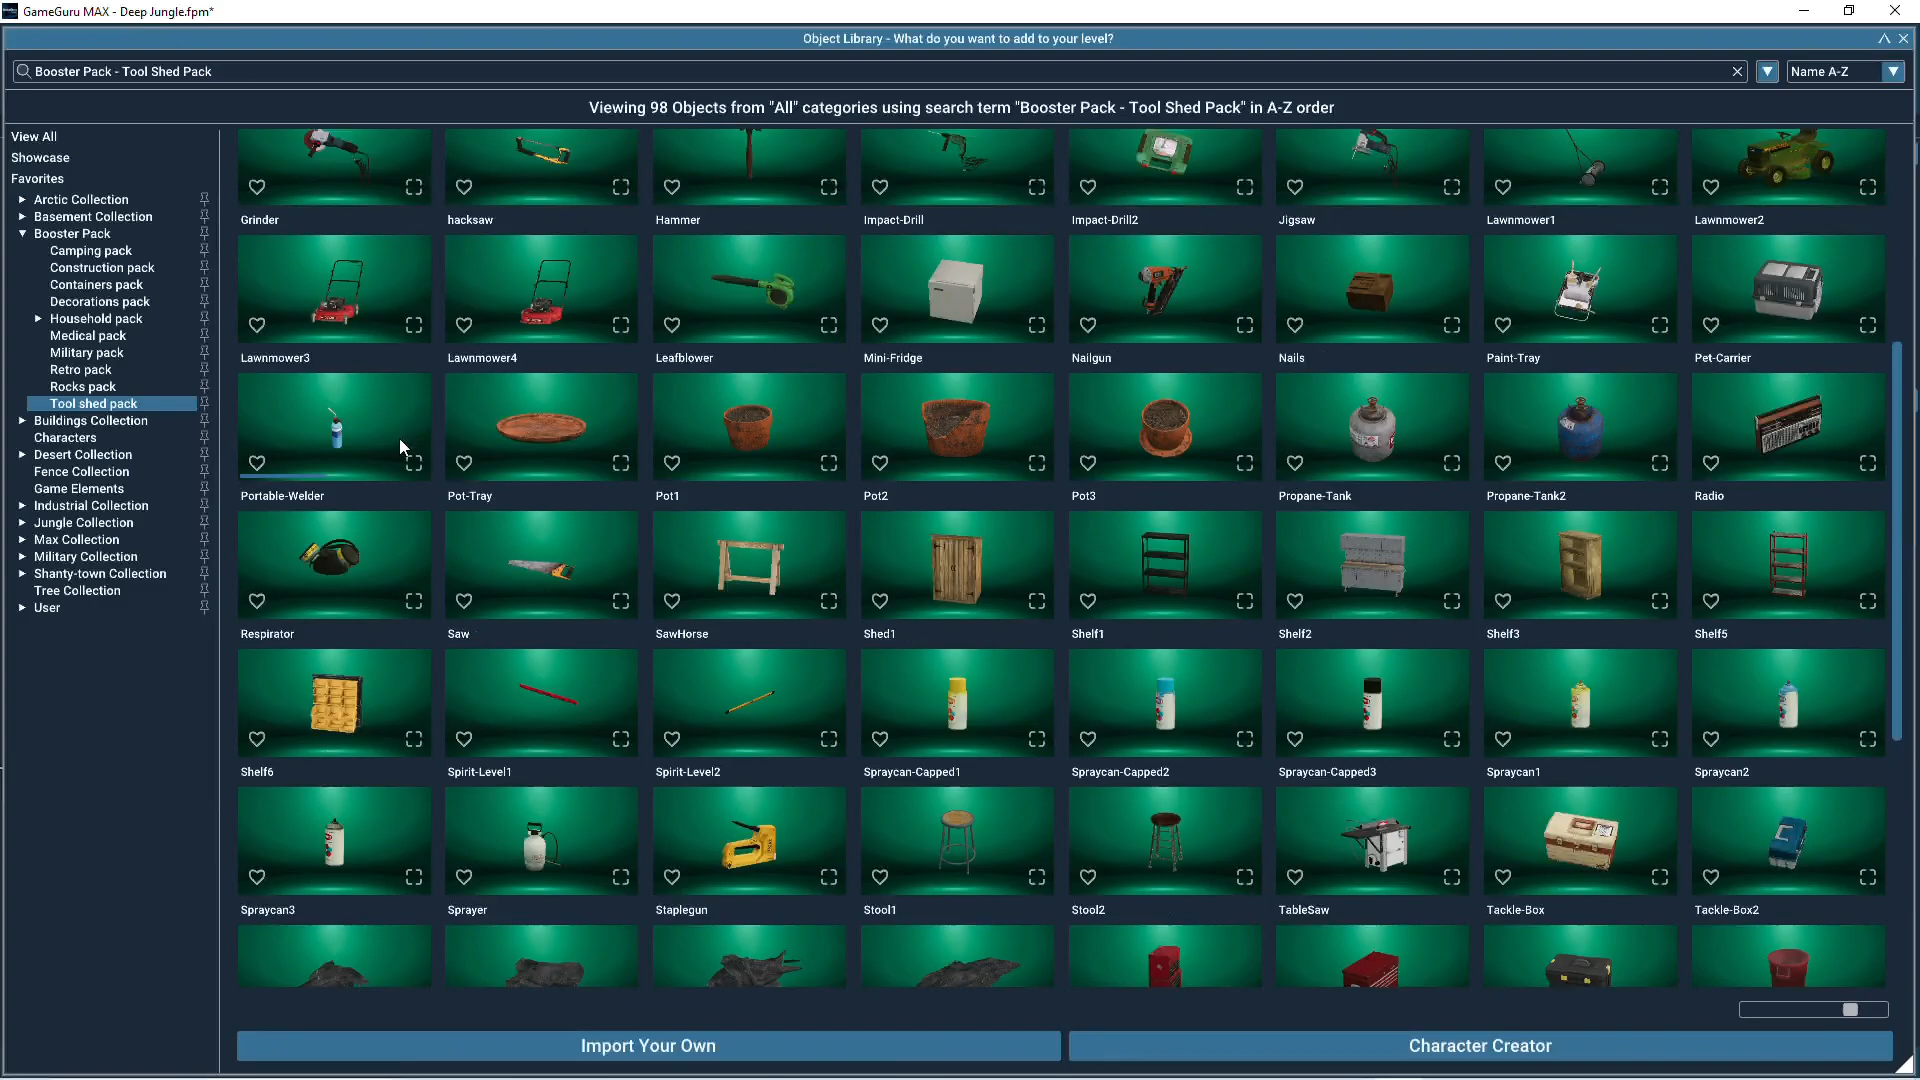 GameGuru MAX - Deep Jungle.fpm*
Object Library - What do you want to add to your level?
Booster Pack - Tool Shed Pack
Name A-Z
Viewing 98 Objects from "All" categories using search term "Booster Pack - Tool Shed Pack" in A-Z order
View All
Showcase
Favorites
Arctic Collection
Basement Collection
Booster Pack
Camping pack
Construction pack
Containers pack
Decorations pack
Household pack
Medical pack
Military pack
Retro pack
Rocks pack
Tool shed pack
Buildings Collection
Characters
Desert Collection
Fence Collection
Game Elements
Industrial Collection
Jungle Collection
Max Collection
Military Collection
Shanty-town Collection
Tree Collection
User
Grinder hacksaw Hammer Impact-Drill Impact-Drill2 Jigsaw Lawnmower1 Lawnmower2
Lawnmower3 Lawnmower4 Leafblower Mini-Fridge Nailgun Nails Paint-Tray Pet-Carrier
Portable-Welder Pot-Tray Pot1 Pot2 Pot3 Propane-Tank Propane-Tank2 Radio
Respirator Saw SawHorse Shed1 Shelf1 Shelf2 Shelf3 Shelf5
Shelf6 Spirit-Level1 Spirit-Level2 Spraycan-Capped1 Spraycan-Capped2 Spraycan-Capped3 Spraycan1 Spraycan2
Spraycan3 Sprayer Staplegun Stool1 Stool2 TableSaw Tackle-Box Tackle-Box2
Import Your Own
Character Creator